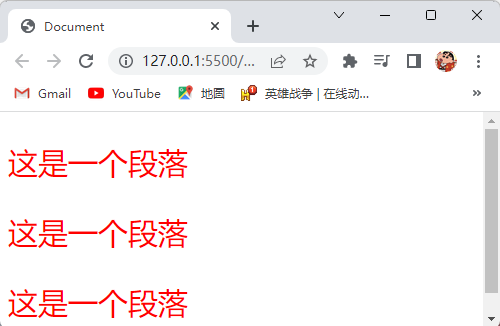 Document
127.0.0.1:5500/...
Gmail
YouTube
地圖
英雄战争 | 在线动...
这是一个段落
这是一个段落
这是一个段落